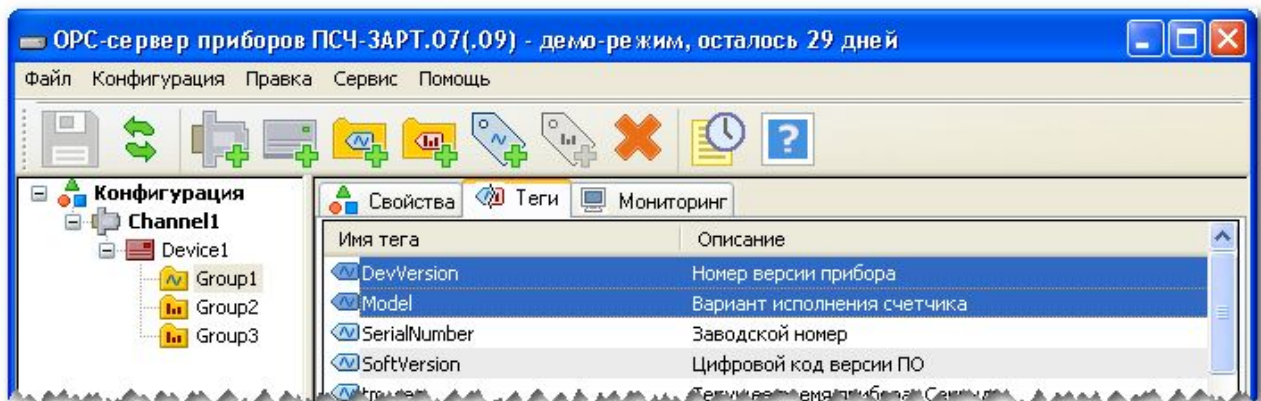 ОРС-сервер приборов ПСЧ-3АРТ.07(.09) - демо-режим, осталось 29 дней
Файл Конфигурация Правка Сервис Помощь
Конфигурация
Channel1
Device1
Group1
Group2
Group3
Свойства Теги Мониторинг
Имя тега Описание
DevVersion Номер версии прибора
Model Вариант исполнения счетчика
SerialNumber Заводской номер
SoftVersion Цифровой код версии ПО